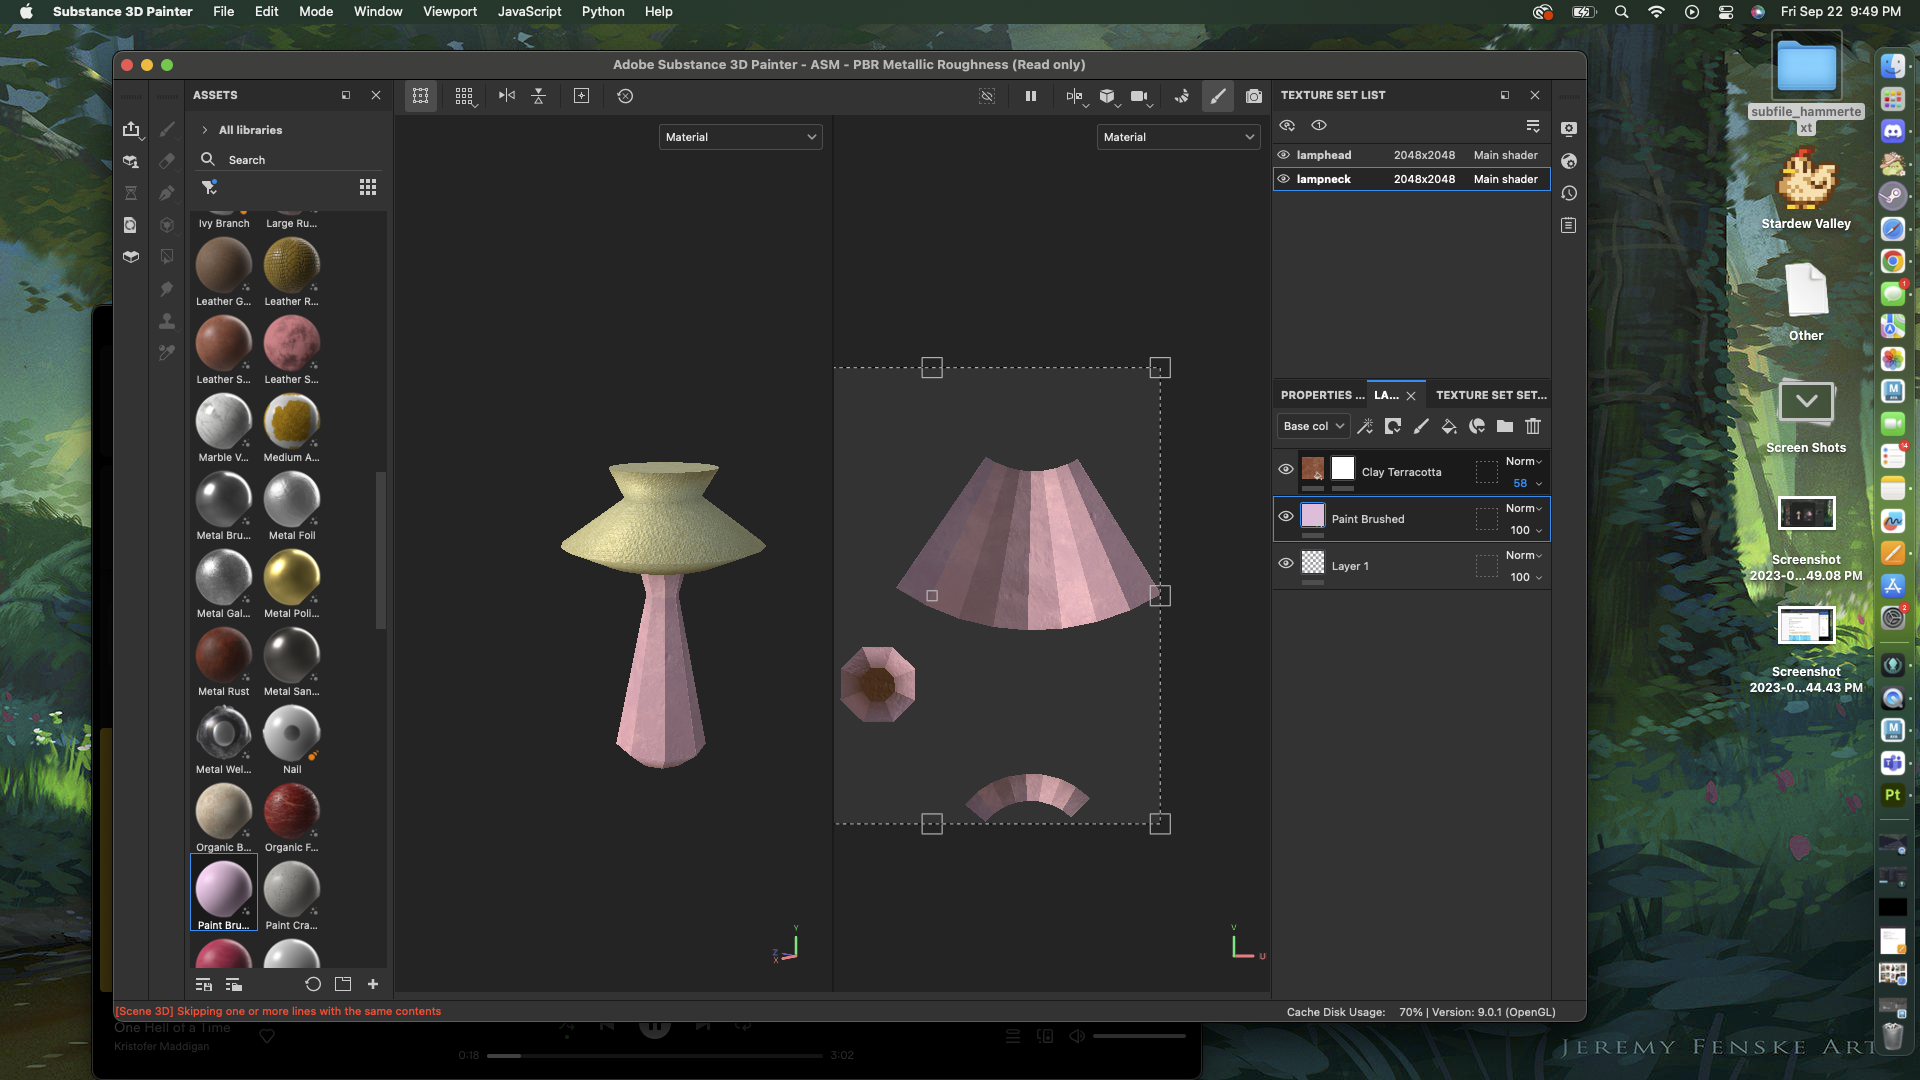 Substance 3D Painter File Edit Mode Window Viewport JavaScript Python Help Fri Sep 22 9:49 PM
Adobe Substance 3D Painter - ASM - PBR Metallic Roughness (Read only)
ASSETS
All libraries
Search
Ivy Branch Large Ru...
Leather G... Leather R...
Leather S... Leather S...
Marble V... Medium A...
Metal Bru... Metal Foil
Metal Gal... Metal Poli...
Metal Rust Metal San...
Metal Wel... Nail
Organic B... Organic F...
Paint Bru... Paint Cra...
Material
Y
Z
X
Material
V
U
TEXTURE SET LIST
lamphead 2048x2048 Main shader
lampneck 2048x2048 Main shader
PROPERTIES ... LA... TEXTURE SET SET...
Base col
Clay Terracotta Norm
58
Paint Brushed Norm
100
Layer 1 Norm
100
[Scene 3D] Skipping one or more lines with the same contents
Cache Disk Usage: 70% | Version: 9.0.1 (OpenGL)
One Hell of a Time
Kristofer Maddigan
0:18 3:02
subfile_hammerte
xt
Stardew Valley
Other
Screen Shots
Screenshot
2023-0...49.08 PM
Screenshot
2023-0...44.43 PM
1
14
2
Pt
JEREMY FENSKE ART